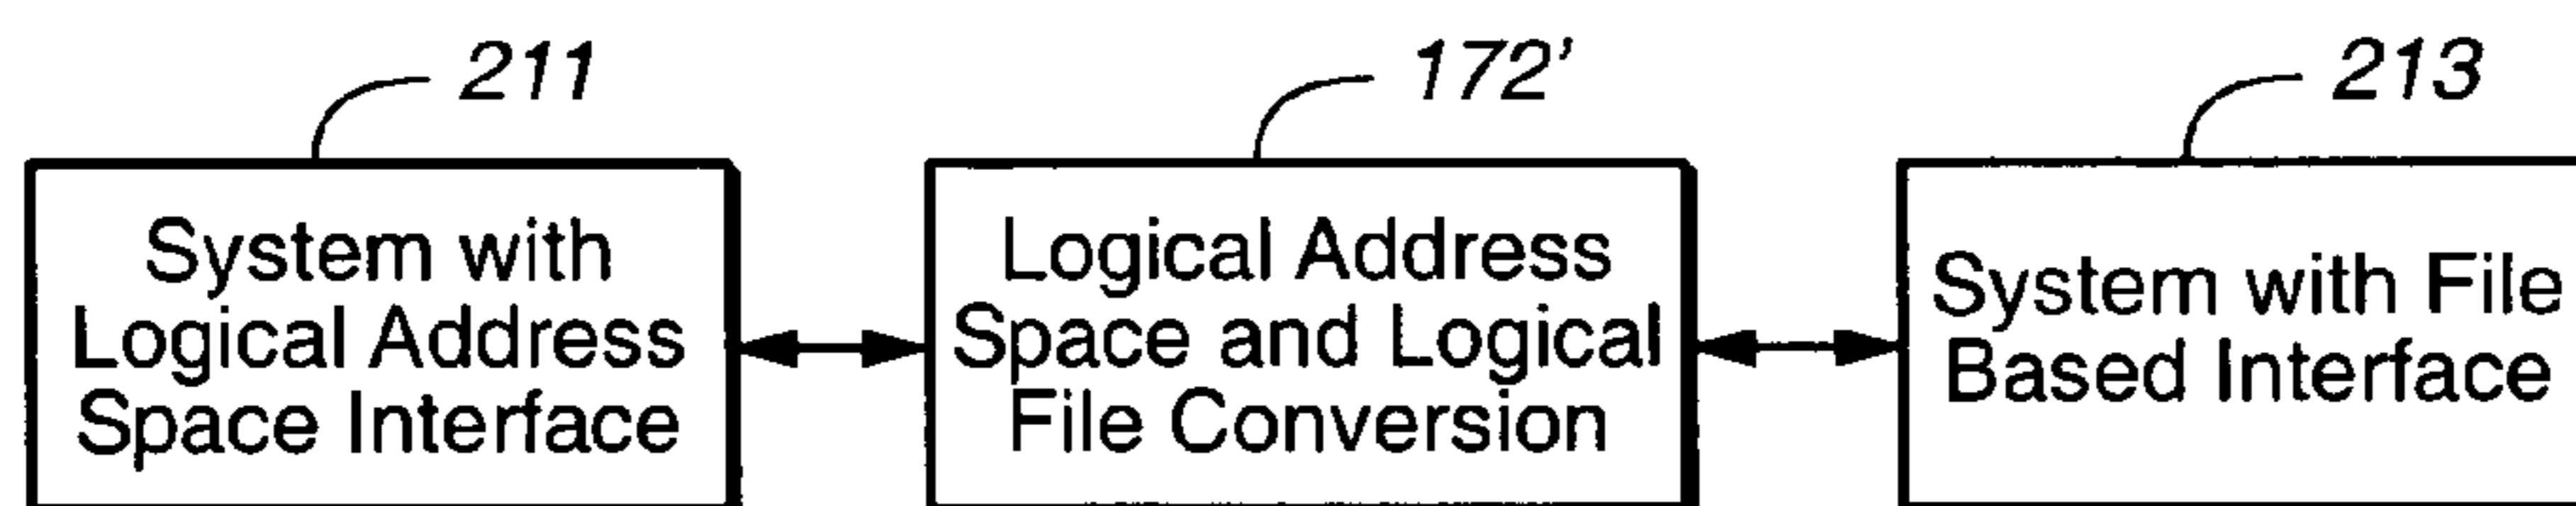 211
172'
213
System with
Logical Address
Space Interface
Logical Address
Space and Logical
File Conversion
System with File
Based Interface